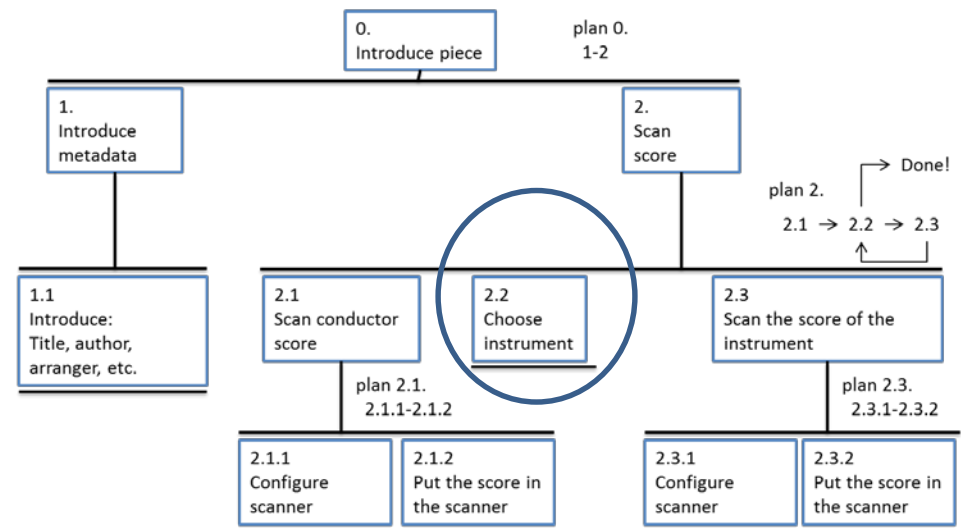 0.
Introduce piece
plan 0.
1-2
1.
Introduce
metadata
2.
Scan
score
plan 2.
Done!
2.1 → 2.2 → 2.3
1.1
Introduce:
Title, author,
arranger, etc.
2.1
Scan conductor
score
2.2
Choose
instrument
2.3
Scan the score of the
instrument
plan 2.1.
2.1.1-2.1.2
plan 2.3.
2.3.1-2.3.2
2.1.1
Configure
scanner
2.1.2
Put the score in
the scanner
2.3.1
Configure
scanner
2.3.2
Put the score in
the scanner